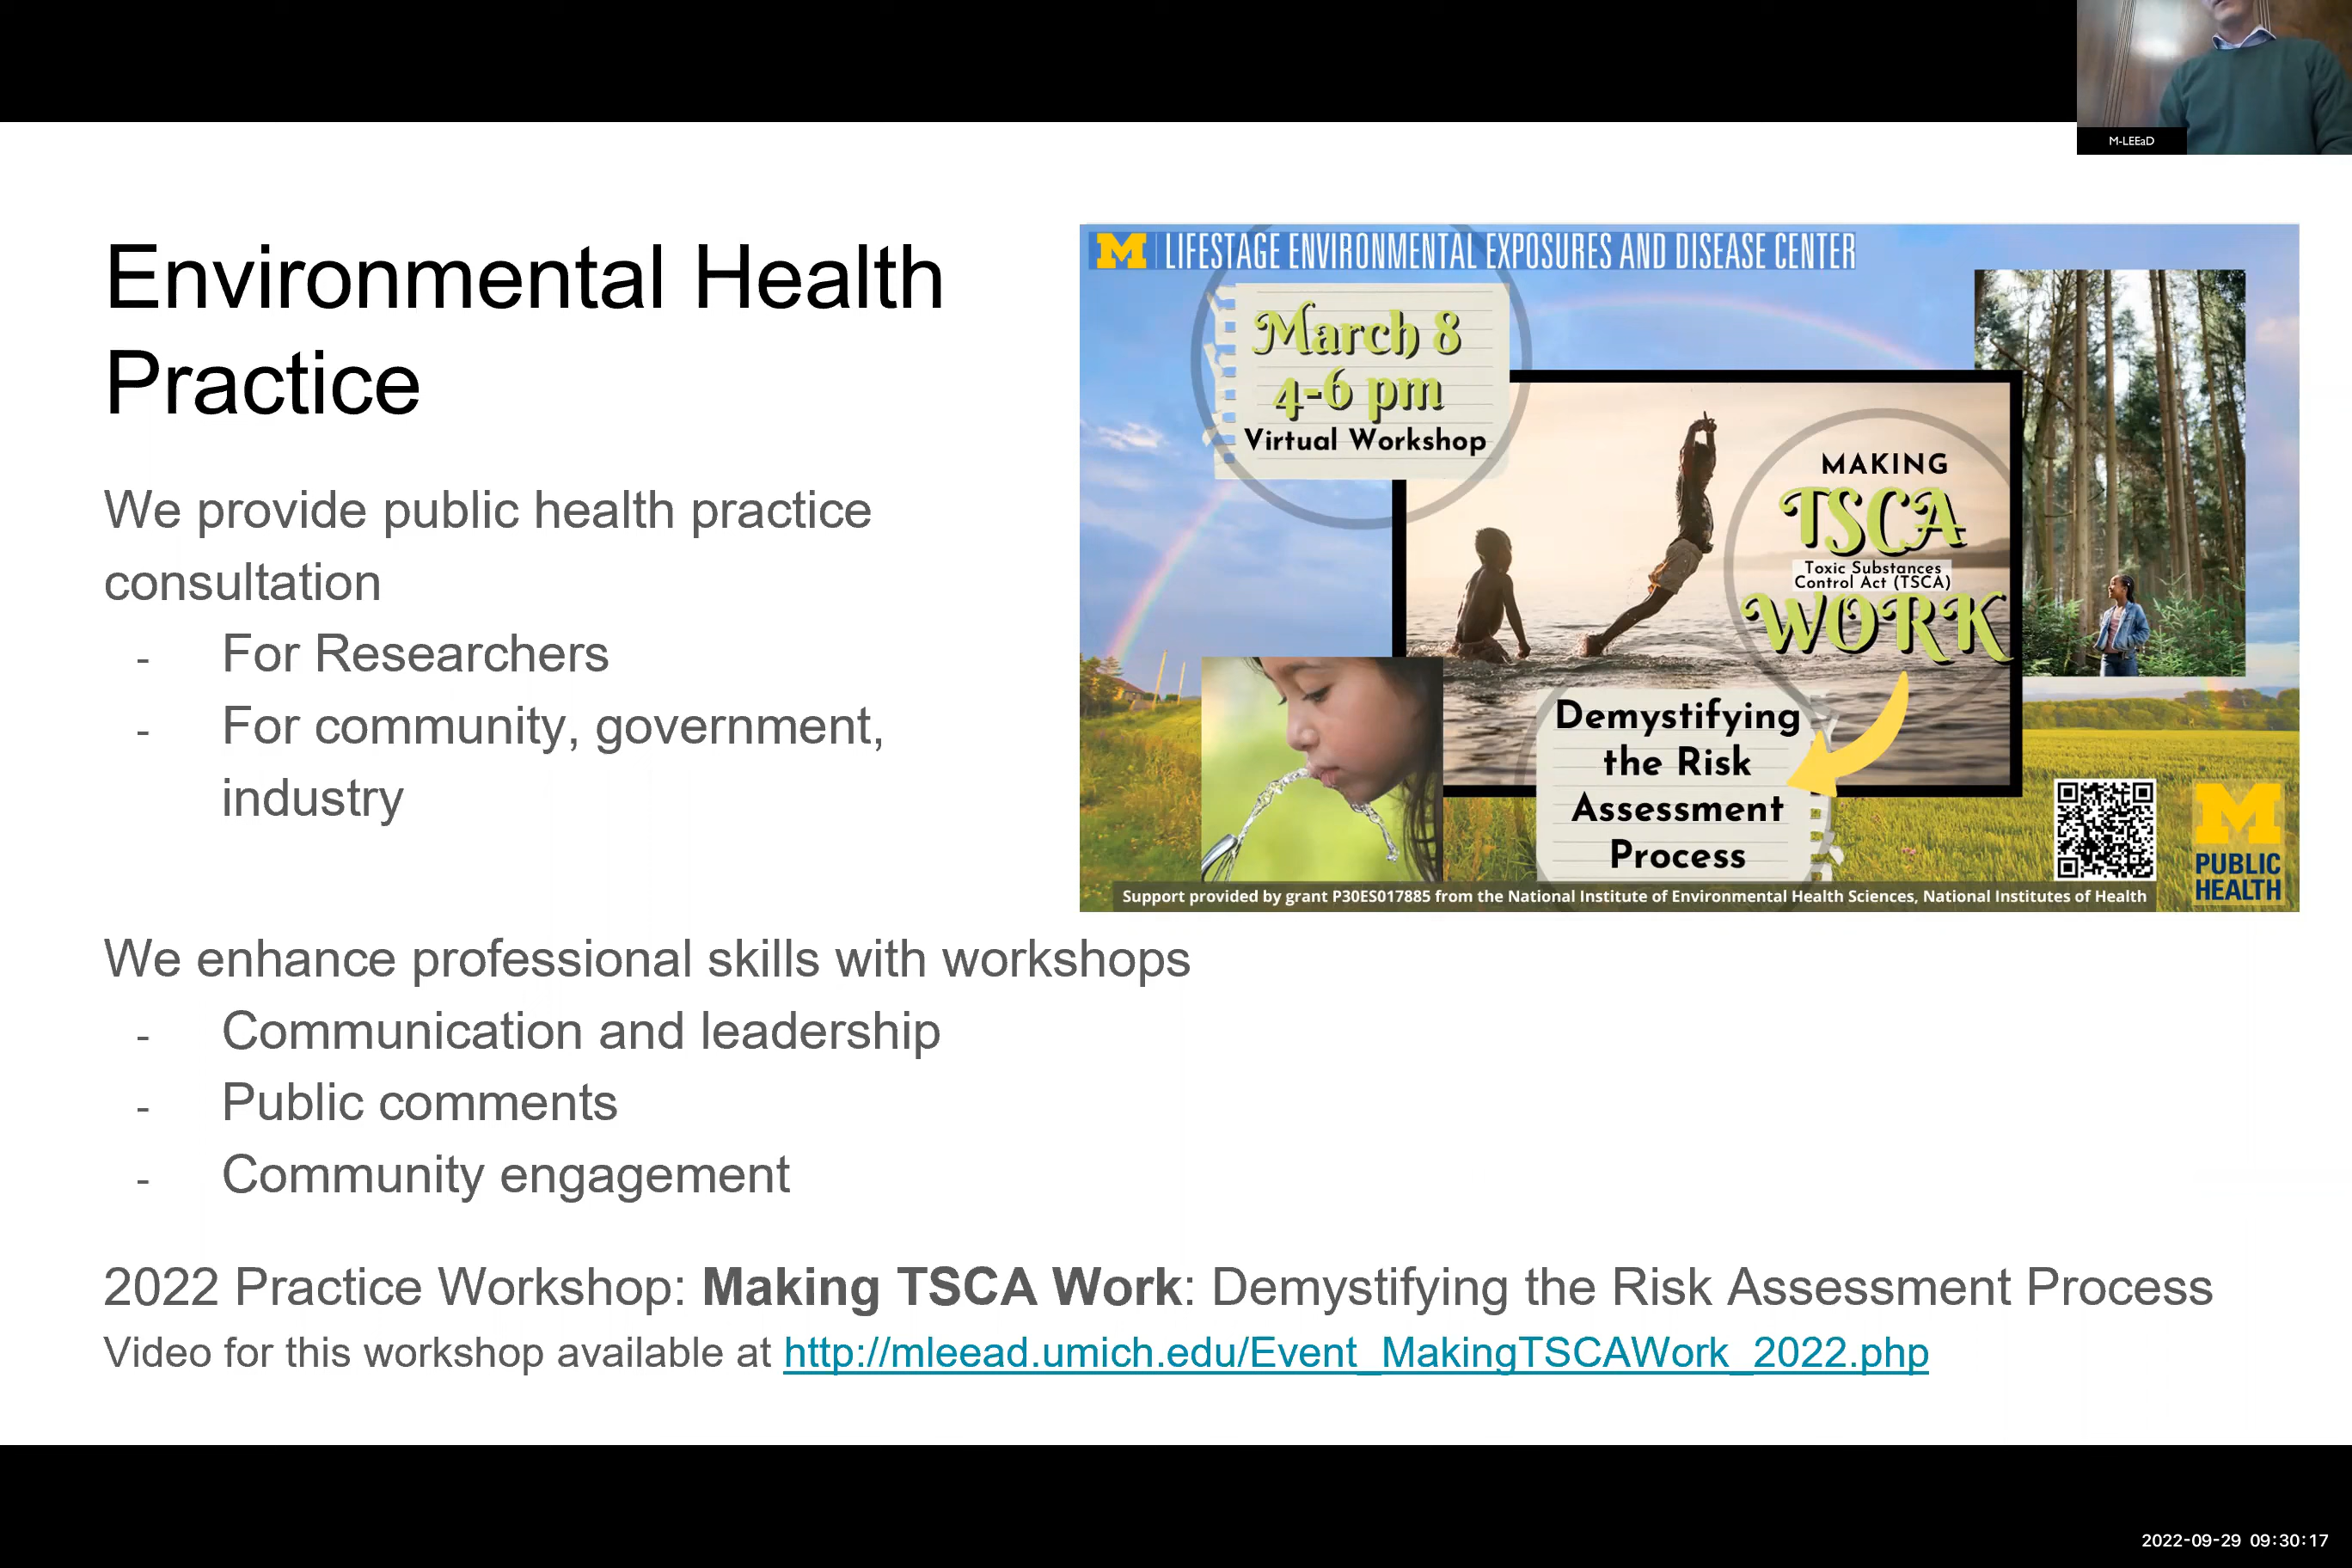 M-LEEaD
Environmental Health
Practice
We provide public health practice
consultation
- For Researchers
- For community, government,
industry
M LIFESTAGE ENVIRONMENTAL EXPOSURES AND DISEASE CENTER
March 8
4-6 pm
Virtual Workshop
MAKING
TSCA
Toxic Substances
Control Act (TSCA)
WORK
Demystifying
the Risk
Assessment
Process
M
PUBLIC
HEALTH
Support provided by grant P30ES017885 from the National Institute of Environmental Health Sciences, National Institutes of Health
We enhance professional skills with workshops
- Communication and leadership
- Public comments
- Community engagement
2022 Practice Workshop: Making TSCA Work: Demystifying the Risk Assessment Process
Video for this workshop available at http://mleead.umich.edu/Event_MakingTSCAWork_2022.php
2022-09-29 09:30:17